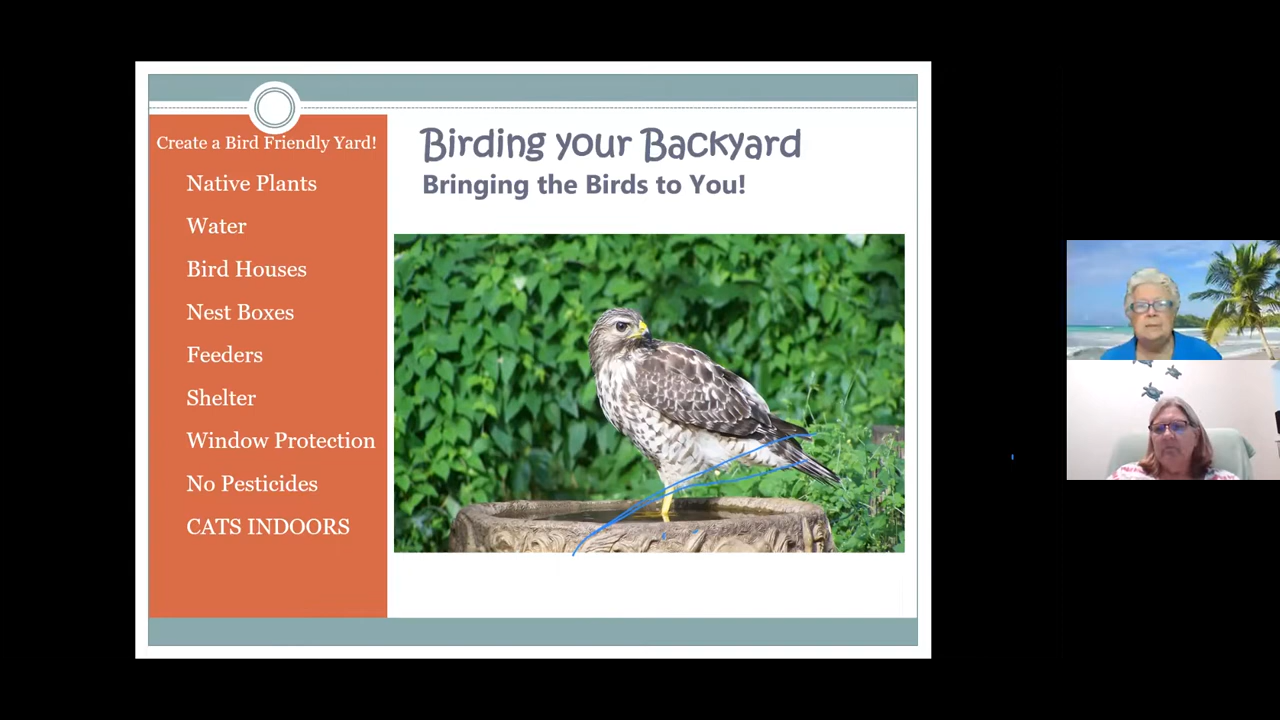 Create a Bird Friendly Yard!
Native Plants
Water
Bird Houses
Nest Boxes
Feeders
Shelter
Window Protection
No Pesticides
CATS INDOORS
Birding your Backyard
Bringing the Birds to You!